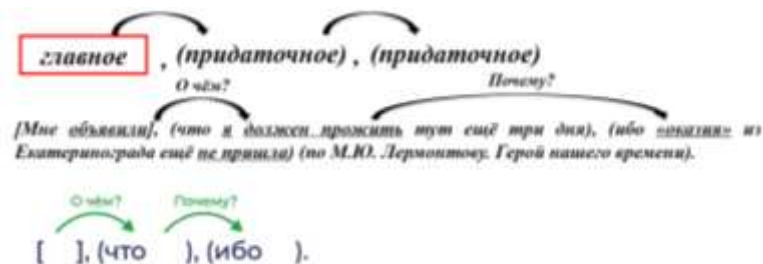 главное , (придаточное) , (придаточное)
О чём? Почему?
[Мне объявили], (что я должен прожить тут ещё три дня), (ибо «оказия» из
Екатеринограда ещё не пришла) (по М.Ю. Лермонтову. Герой нашего времени).
О чём? Почему?
[ ], (что ), (ибо ).